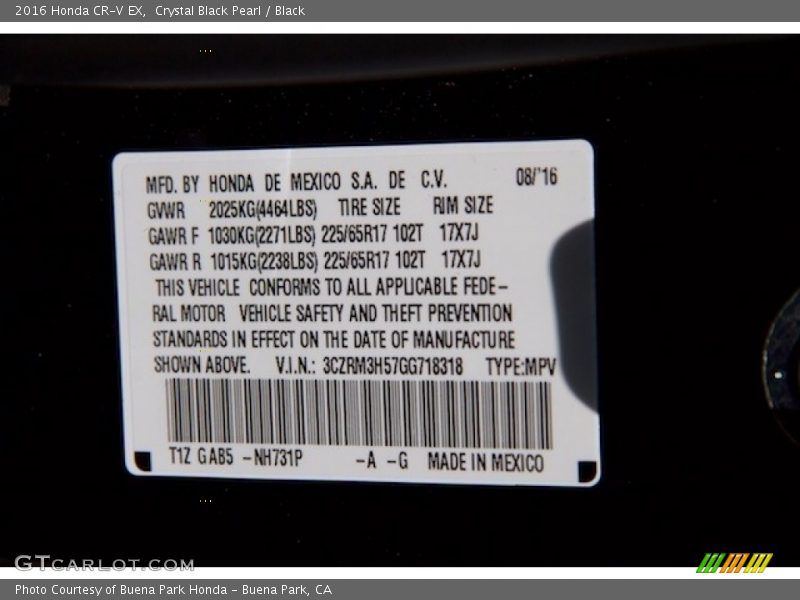 2016 Honda CR-V EX,  Crystal Black Pearl / Black
MFD. BY HONDA DE MEXICO S.A. DE C.V. 08/'16
GVWR 2025KG(4464LBS) TIRE SIZE RIM SIZE
GAWR F 1030KG(2271LBS) 225/65R17 102T 17X7J
GAWR R 1015KG(2238LBS) 225/65R17 102T 17X7J
THIS VEHICLE CONFORMS TO ALL APPLICABLE FEDE-
RAL MOTOR VEHICLE SAFETY AND THEFT PREVENTION
STANDARDS IN EFFECT ON THE DATE OF MANUFACTURE
SHOWN ABOVE. V.I.N.: 3CZRM3H57GG718318 TYPE:MPV
T1Z GAB5 -NH731P -A -G MADE IN MEXICO
GTCARLOT.COM
Photo Courtesy of Buena Park Honda - Buena Park, CA